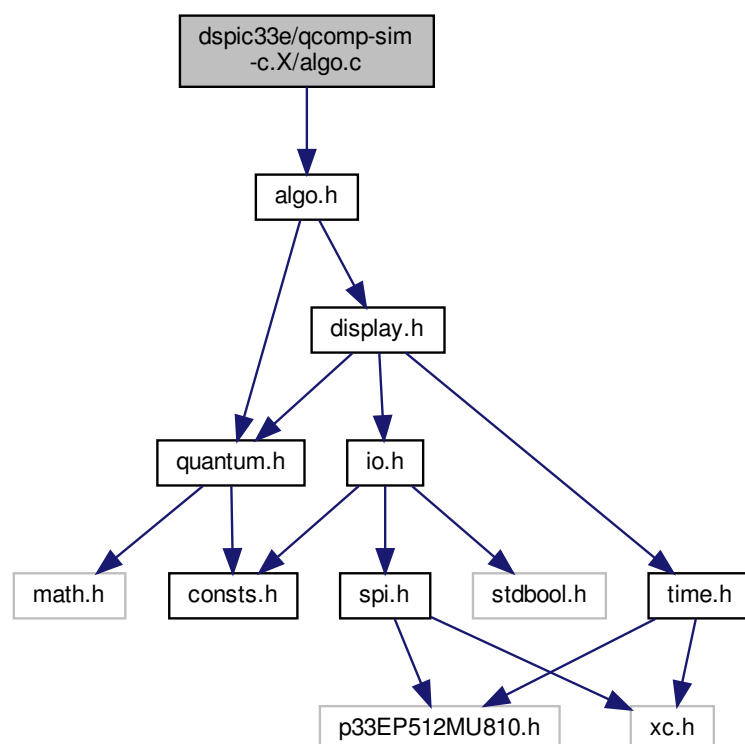 dspic33e/qcomp-sim
-c.X/algo.c
algo.h
display.h
quantum.h
io.h
math.h
consts.h
spi.h
stdbool.h
time.h
p33EP512MU810.h
xc.h